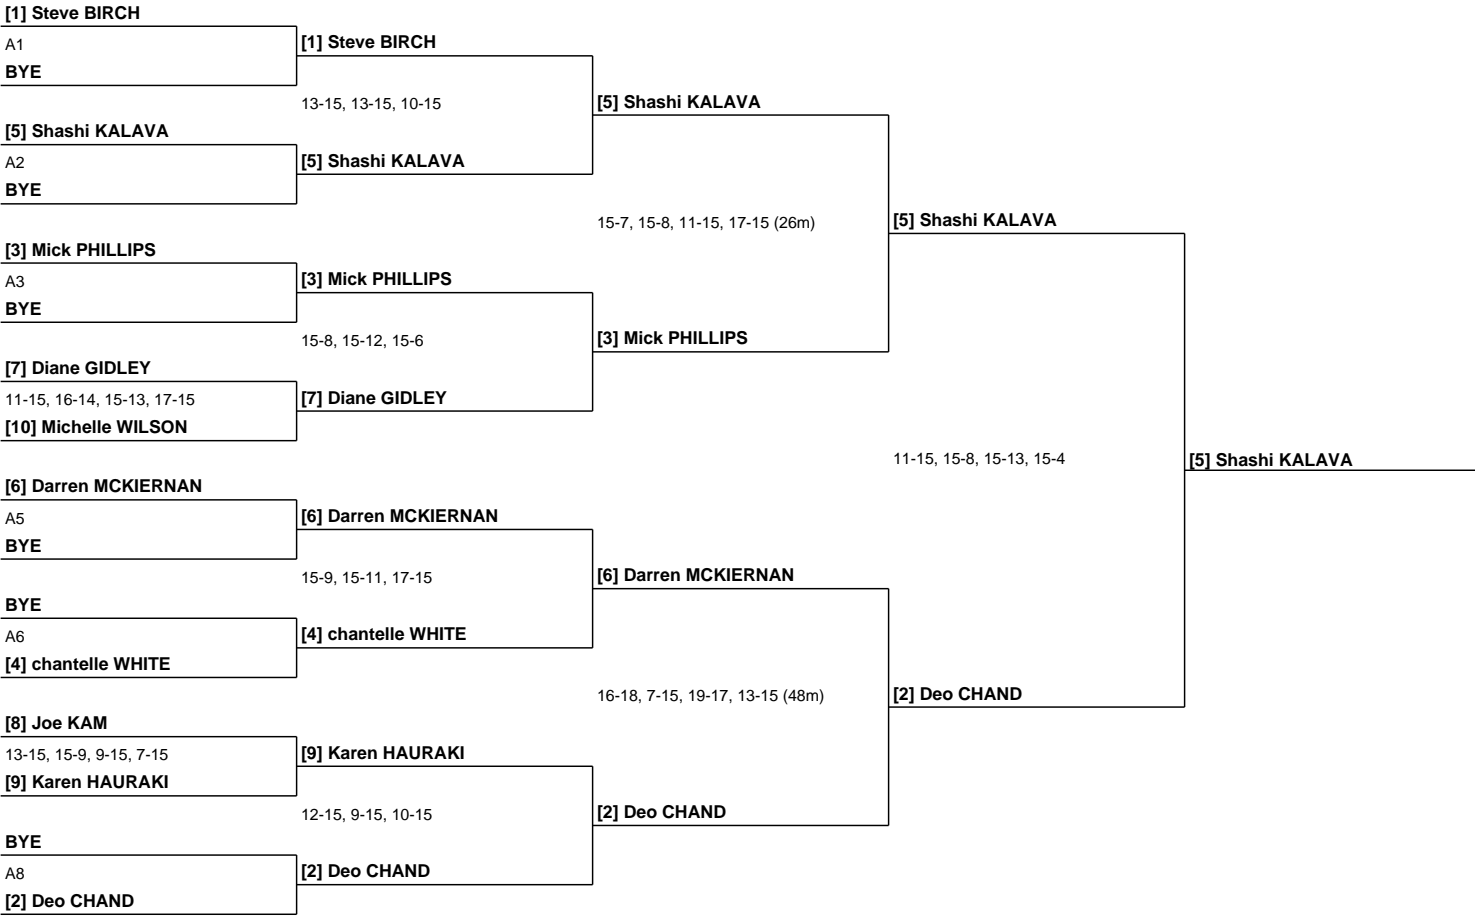 [1] Steve BIRCH
A1
BYE
[5] Shashi KALAVA
A2
BYE
[3] Mick PHILLIPS
A3
BYE
[7] Diane GIDLEY
11-15, 16-14, 15-13, 17-15
[10] Michelle WILSON
[6] Darren MCKIERNAN
A5
BYE
BYE
A6
[4] chantelle WHITE
[8] Joe KAM
13-15, 15-9, 9-15, 7-15
[9] Karen HAURAKI
BYE
A8
[2] Deo CHAND
[1] Steve BIRCH
13-15, 13-15, 10-15
[5] Shashi KALAVA
[3] Mick PHILLIPS
15-8, 15-12, 15-6
[7] Diane GIDLEY
[6] Darren MCKIERNAN
15-9, 15-11, 17-15
[4] chantelle WHITE
[9] Karen HAURAKI
12-15, 9-15, 10-15
[2] Deo CHAND
[5] Shashi KALAVA
15-7, 15-8, 11-15, 17-15 (26m)
[3] Mick PHILLIPS
[6] Darren MCKIERNAN
16-18, 7-15, 19-17, 13-15 (48m)
[2] Deo CHAND
[5] Shashi KALAVA
11-15, 15-8, 15-13, 15-4
[2] Deo CHAND
[5] Shashi KALAVA